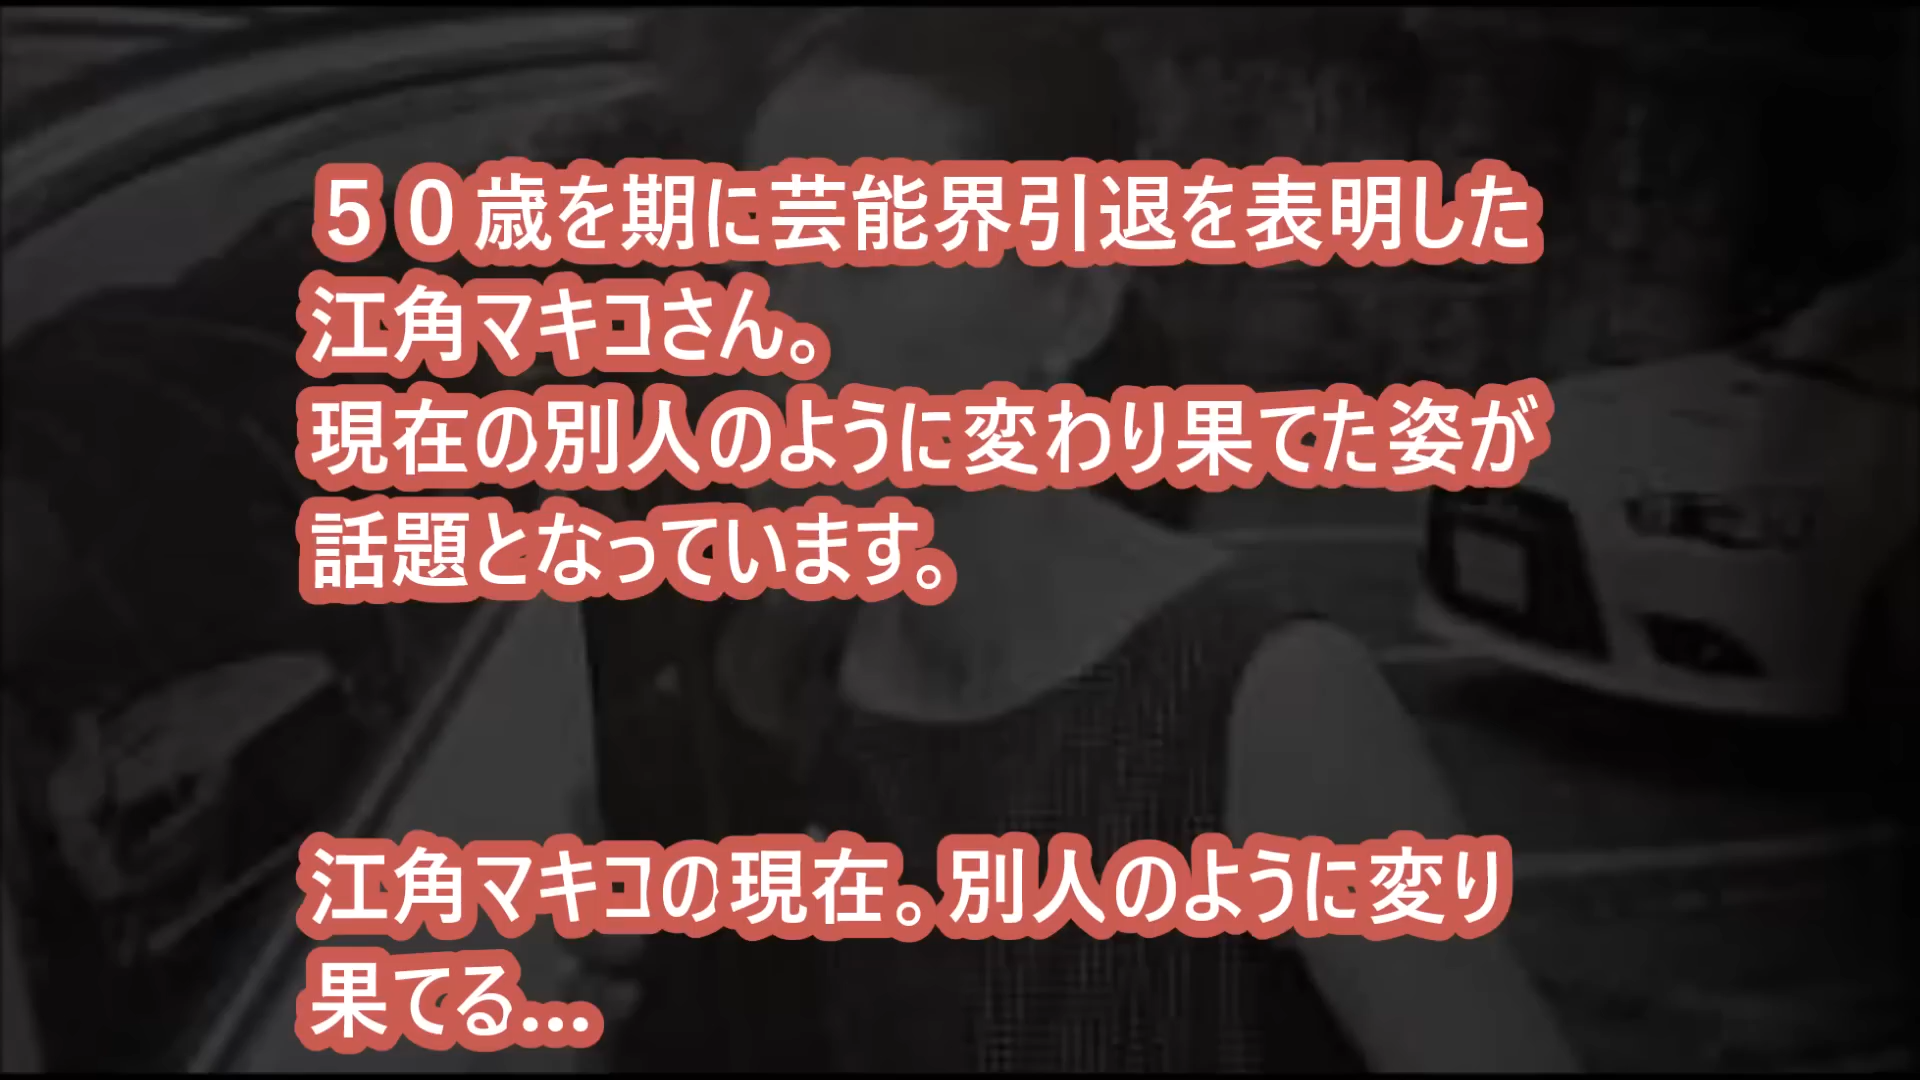 ５０歳を期に芸能界引退を表明した
江角マキコさん。
現在の別人のように変わり果てた姿が
話題となっています。
江角マキコの現在。別人のように変り
果てる...